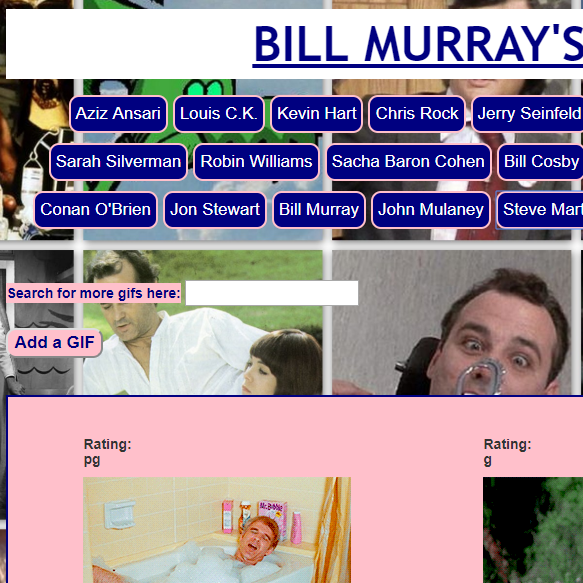 BILL MURRAY'S
Aziz Ansari Louis C.K. Kevin Hart Chris Rock Jerry Seinfeld
Sarah Silverman Robin Williams Sacha Baron Cohen Bill Cosby
Conan O'Brien Jon Stewart Bill Murray John Mulaney Steve Mart
Search for more gifs here:
Add a GIF
Rating: Rating:
pg g
Mr. Bubble